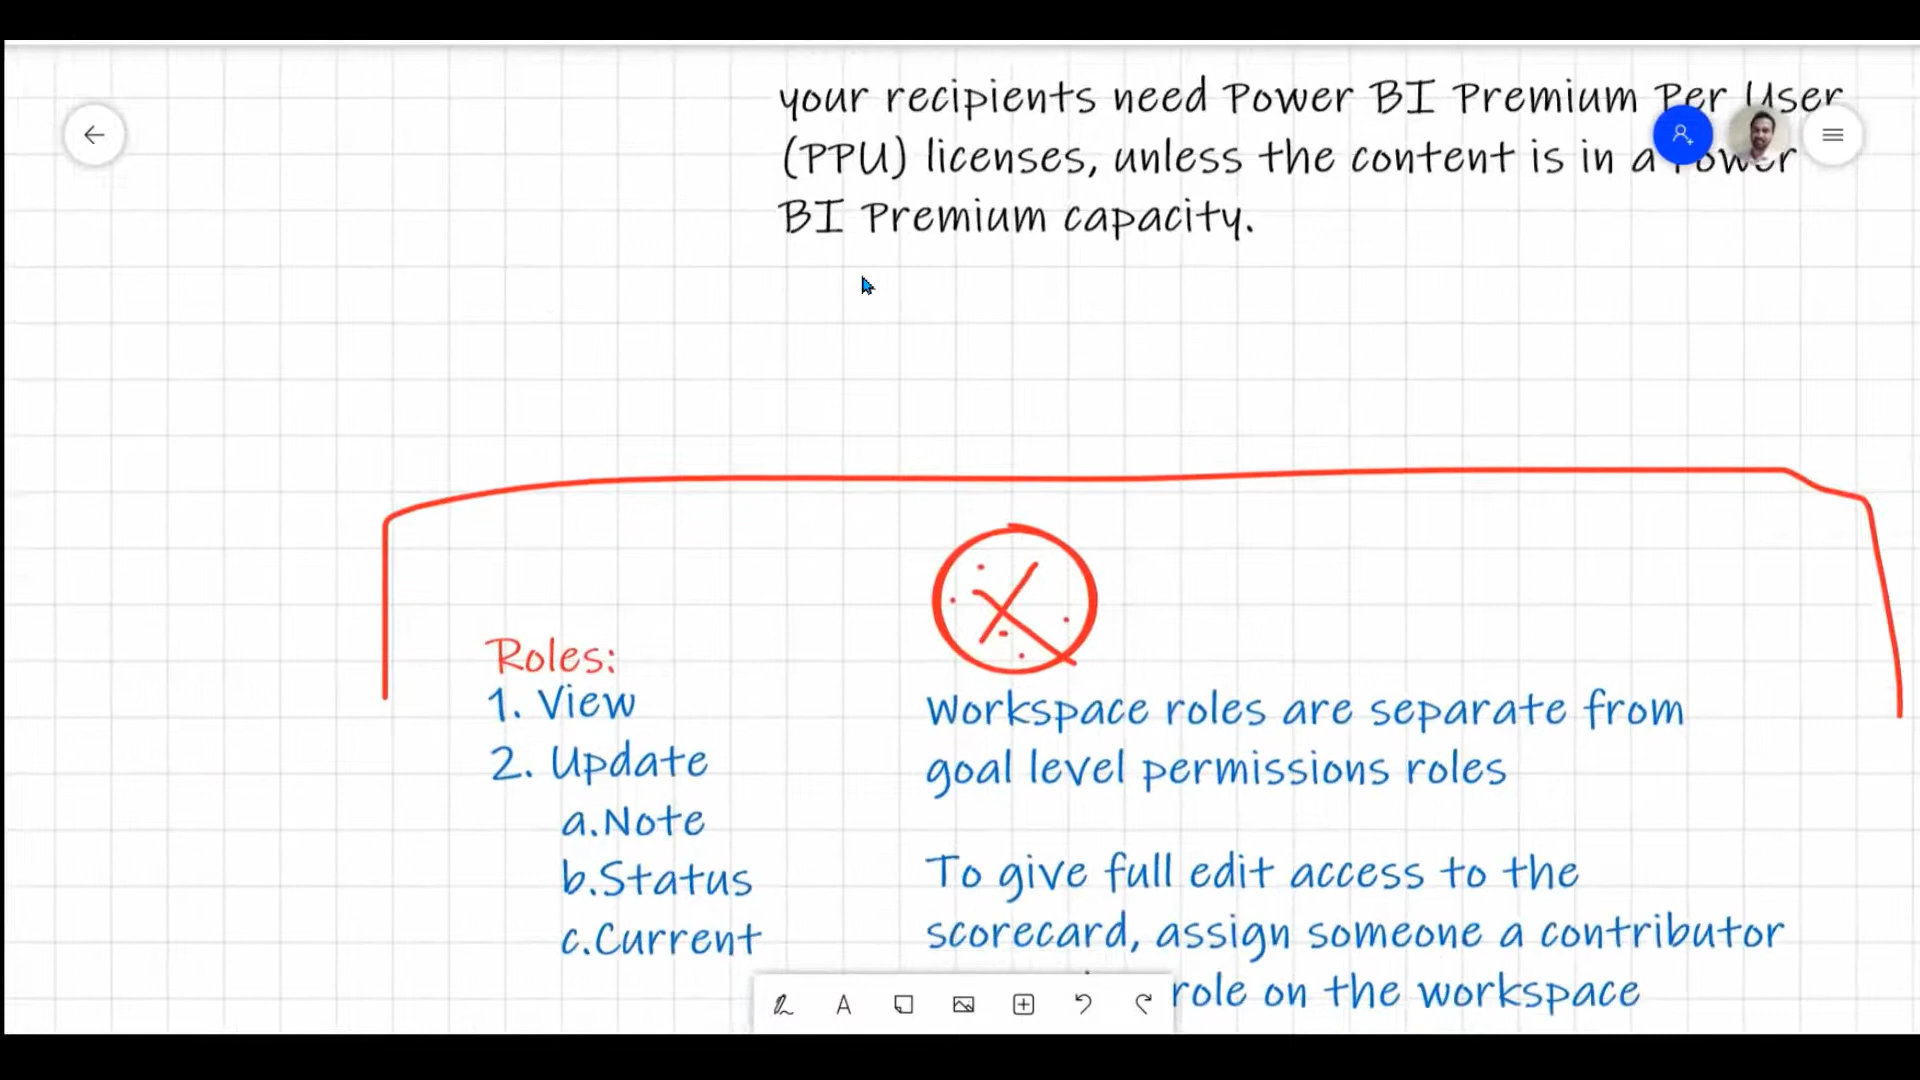 your recipients need Power BI Premium Per User
(PPU) licenses, unless the content is in a Power
BI Premium capacity.
Roles:
1. View
2. Update
a.Note
b.Status
c.Current
Workspace roles are separate from
goal level permissions roles
To give full edit access to the
scorecard, assign someone a contributor
role on the workspace